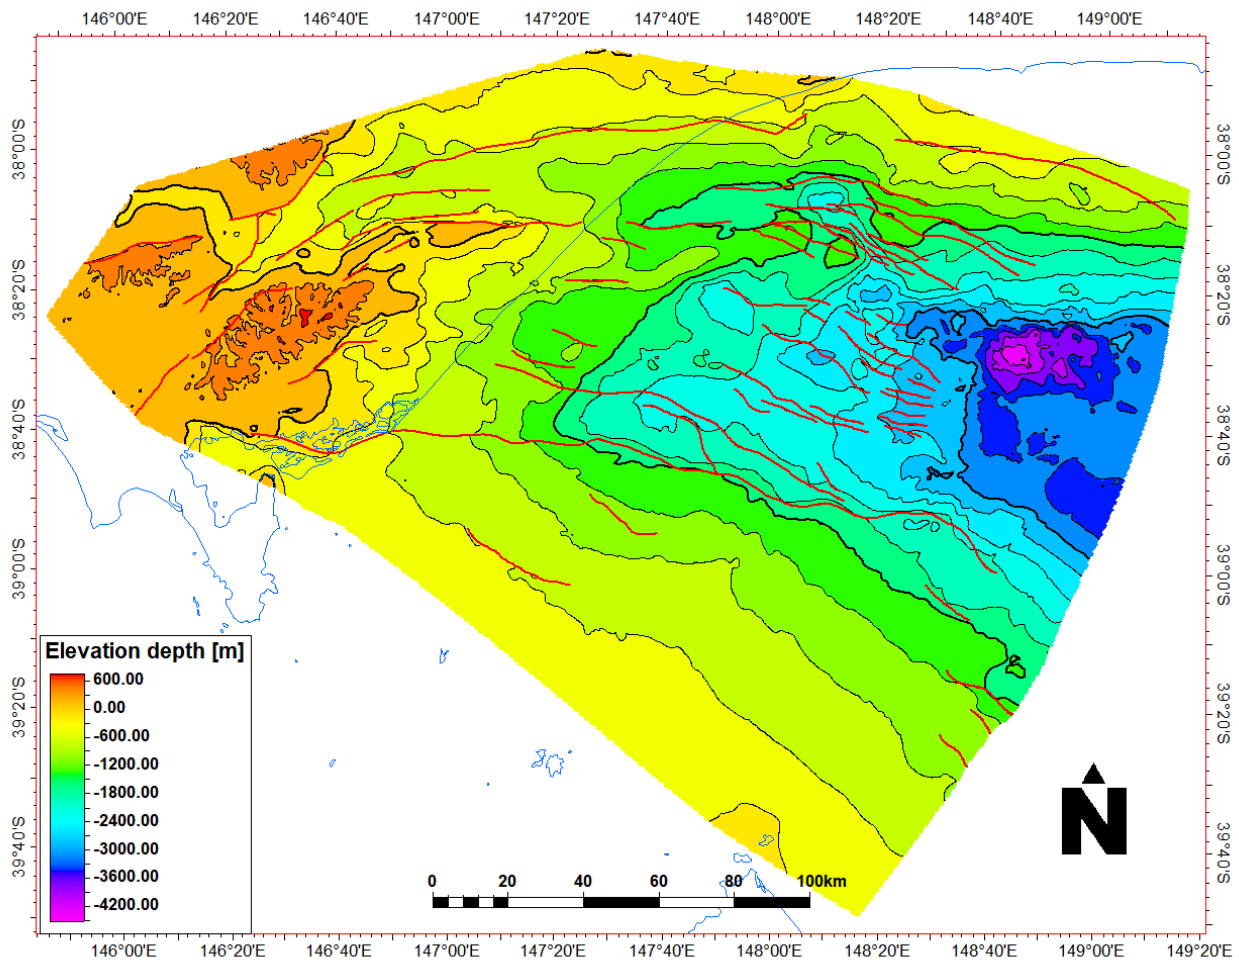 146°00'E 146°20'E 146°40'E 147°00'E 147°20'E 147°40'E 148°00'E 148°20'E 148°40'E 149°00'E
38°00'S 38°00'S
38°20'S 38°20'S
38°40'S 38°40'S
39°00'S 39°00'S
39°20'S 39°20'S
39°40'S 39°40'S
Elevation depth [m]
600.00
0.00
-600.00
-1200.00
-1800.00
-2400.00
-3000.00
-3600.00
-4200.00
0 20 40 60 80 100km
N
146°00'E 146°20'E 146°40'E 147°00'E 147°20'E 147°40'E 148°00'E 148°20'E 148°40'E 149°00'E 149°20'E